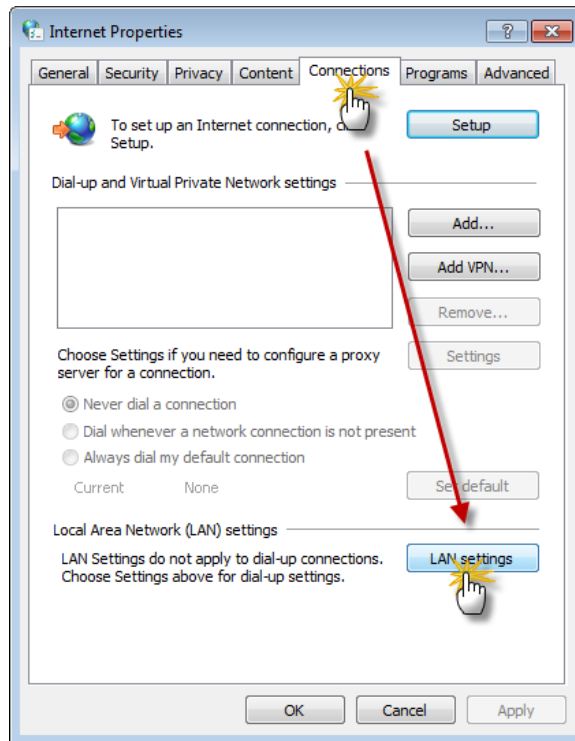 Internet Properties
General Security Privacy Content Connections Programs Advanced
To set up an Internet connection,
Setup.
Setup
Dial-up and Virtual Private Network settings
Add...
Add VPN...
Remove...
Choose Settings if you need to configure a proxy
server for a connection.
Settings
Never dial a connection
Dial whenever a network connection is not present
Always dial my default connection
Current None
Set default
Local Area Network (LAN) settings
LAN Settings do not apply to dial-up connections.
Choose Settings above for dial-up settings.
LAN settings
OK Cancel Apply